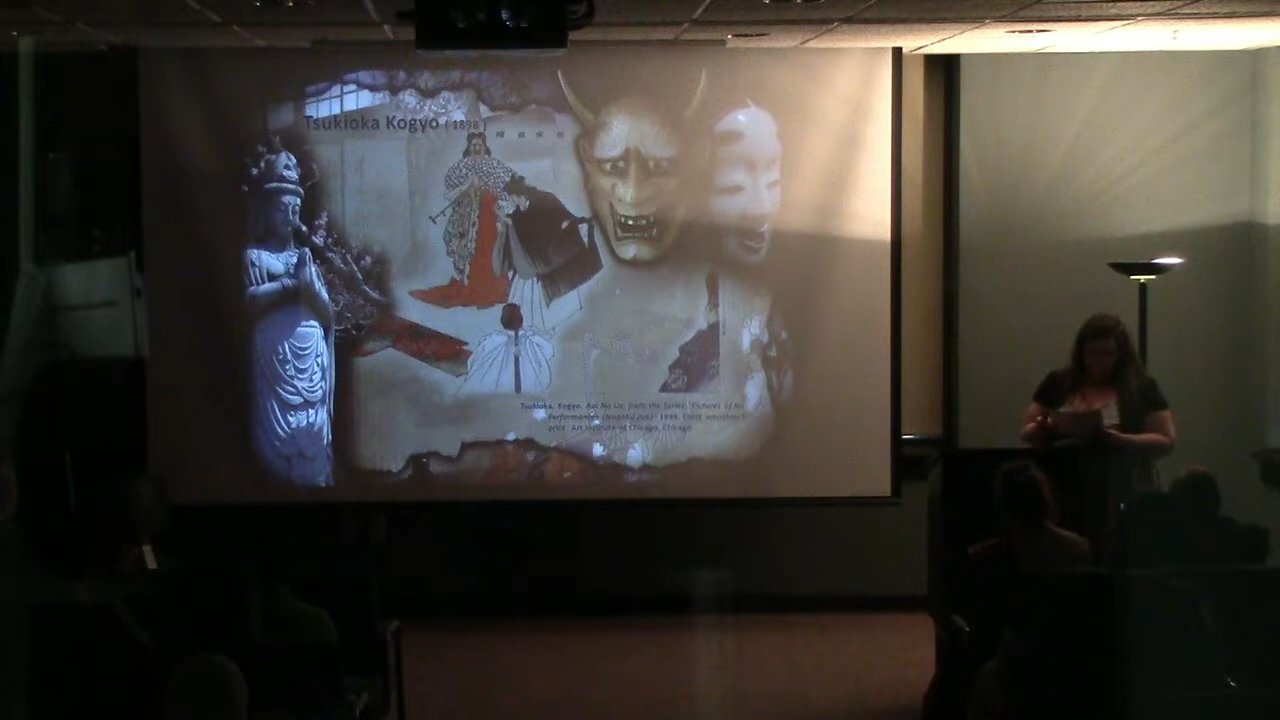 Tsukioka Kogyo ( 1898 )
Tsukioka, Kogyo. Aoi No Ue, from the Series, "Pictures of No
Performances (Nogaku Zue)" 1898. Color woodblock
print. Art Institute of Chicago, Chicago